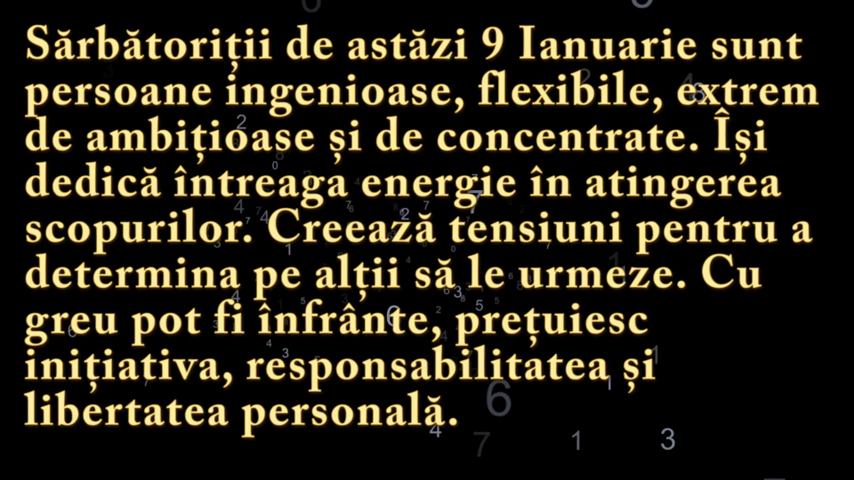 Sărbătoriții de astăzi 9 Ianuarie sunt
persoane ingenioase, flexibile, extrem
de ambițioase și de concentrate. Își
dedică întreaga energie în atingerea
scopurilor. Creează tensiuni pentru a
determina pe alții să le urmeze. Cu
greu pot fi înfrânte, prețuiesc
inițiativa, responsabilitatea și
libertatea personală.